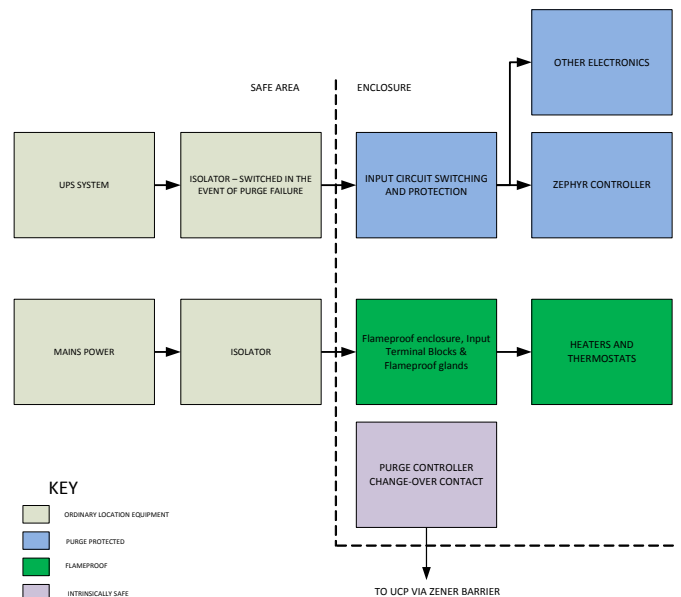 OTHER ELECTRONICS
SAFE AREA
ENCLOSURE
UPS SYSTEM
ISOLATOR – SWITCHED IN THE
EVENT OF PURGE FAILURE
INPUT CIRCUIT SWITCHING
AND PROTECTION
ZEPHYR CONTROLLER
MAINS POWER
ISOLATOR
Flameproof enclosure, Input
Terminal Blocks &
Flameproof glands
HEATERS AND
THERMOSTATS
PURGE CONTROLLER
CHANGE-OVER CONTACT
KEY
ORDINARY LOCATION EQUIPMENT
PURGE PROTECTED
FLAMEPROOF
INTRINSICALLY SAFE
TO UCP VIA ZENER BARRIER